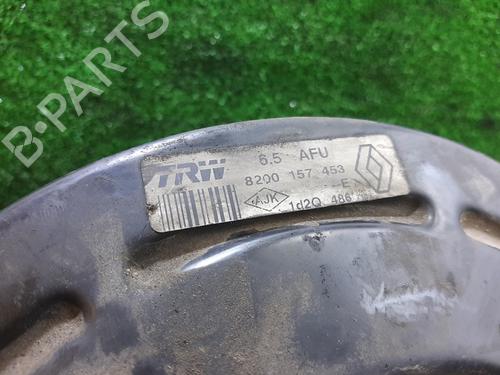 B-PARTS
TRW
6.5 AFU
8200 157 453
E
AJK
1d2Q 486